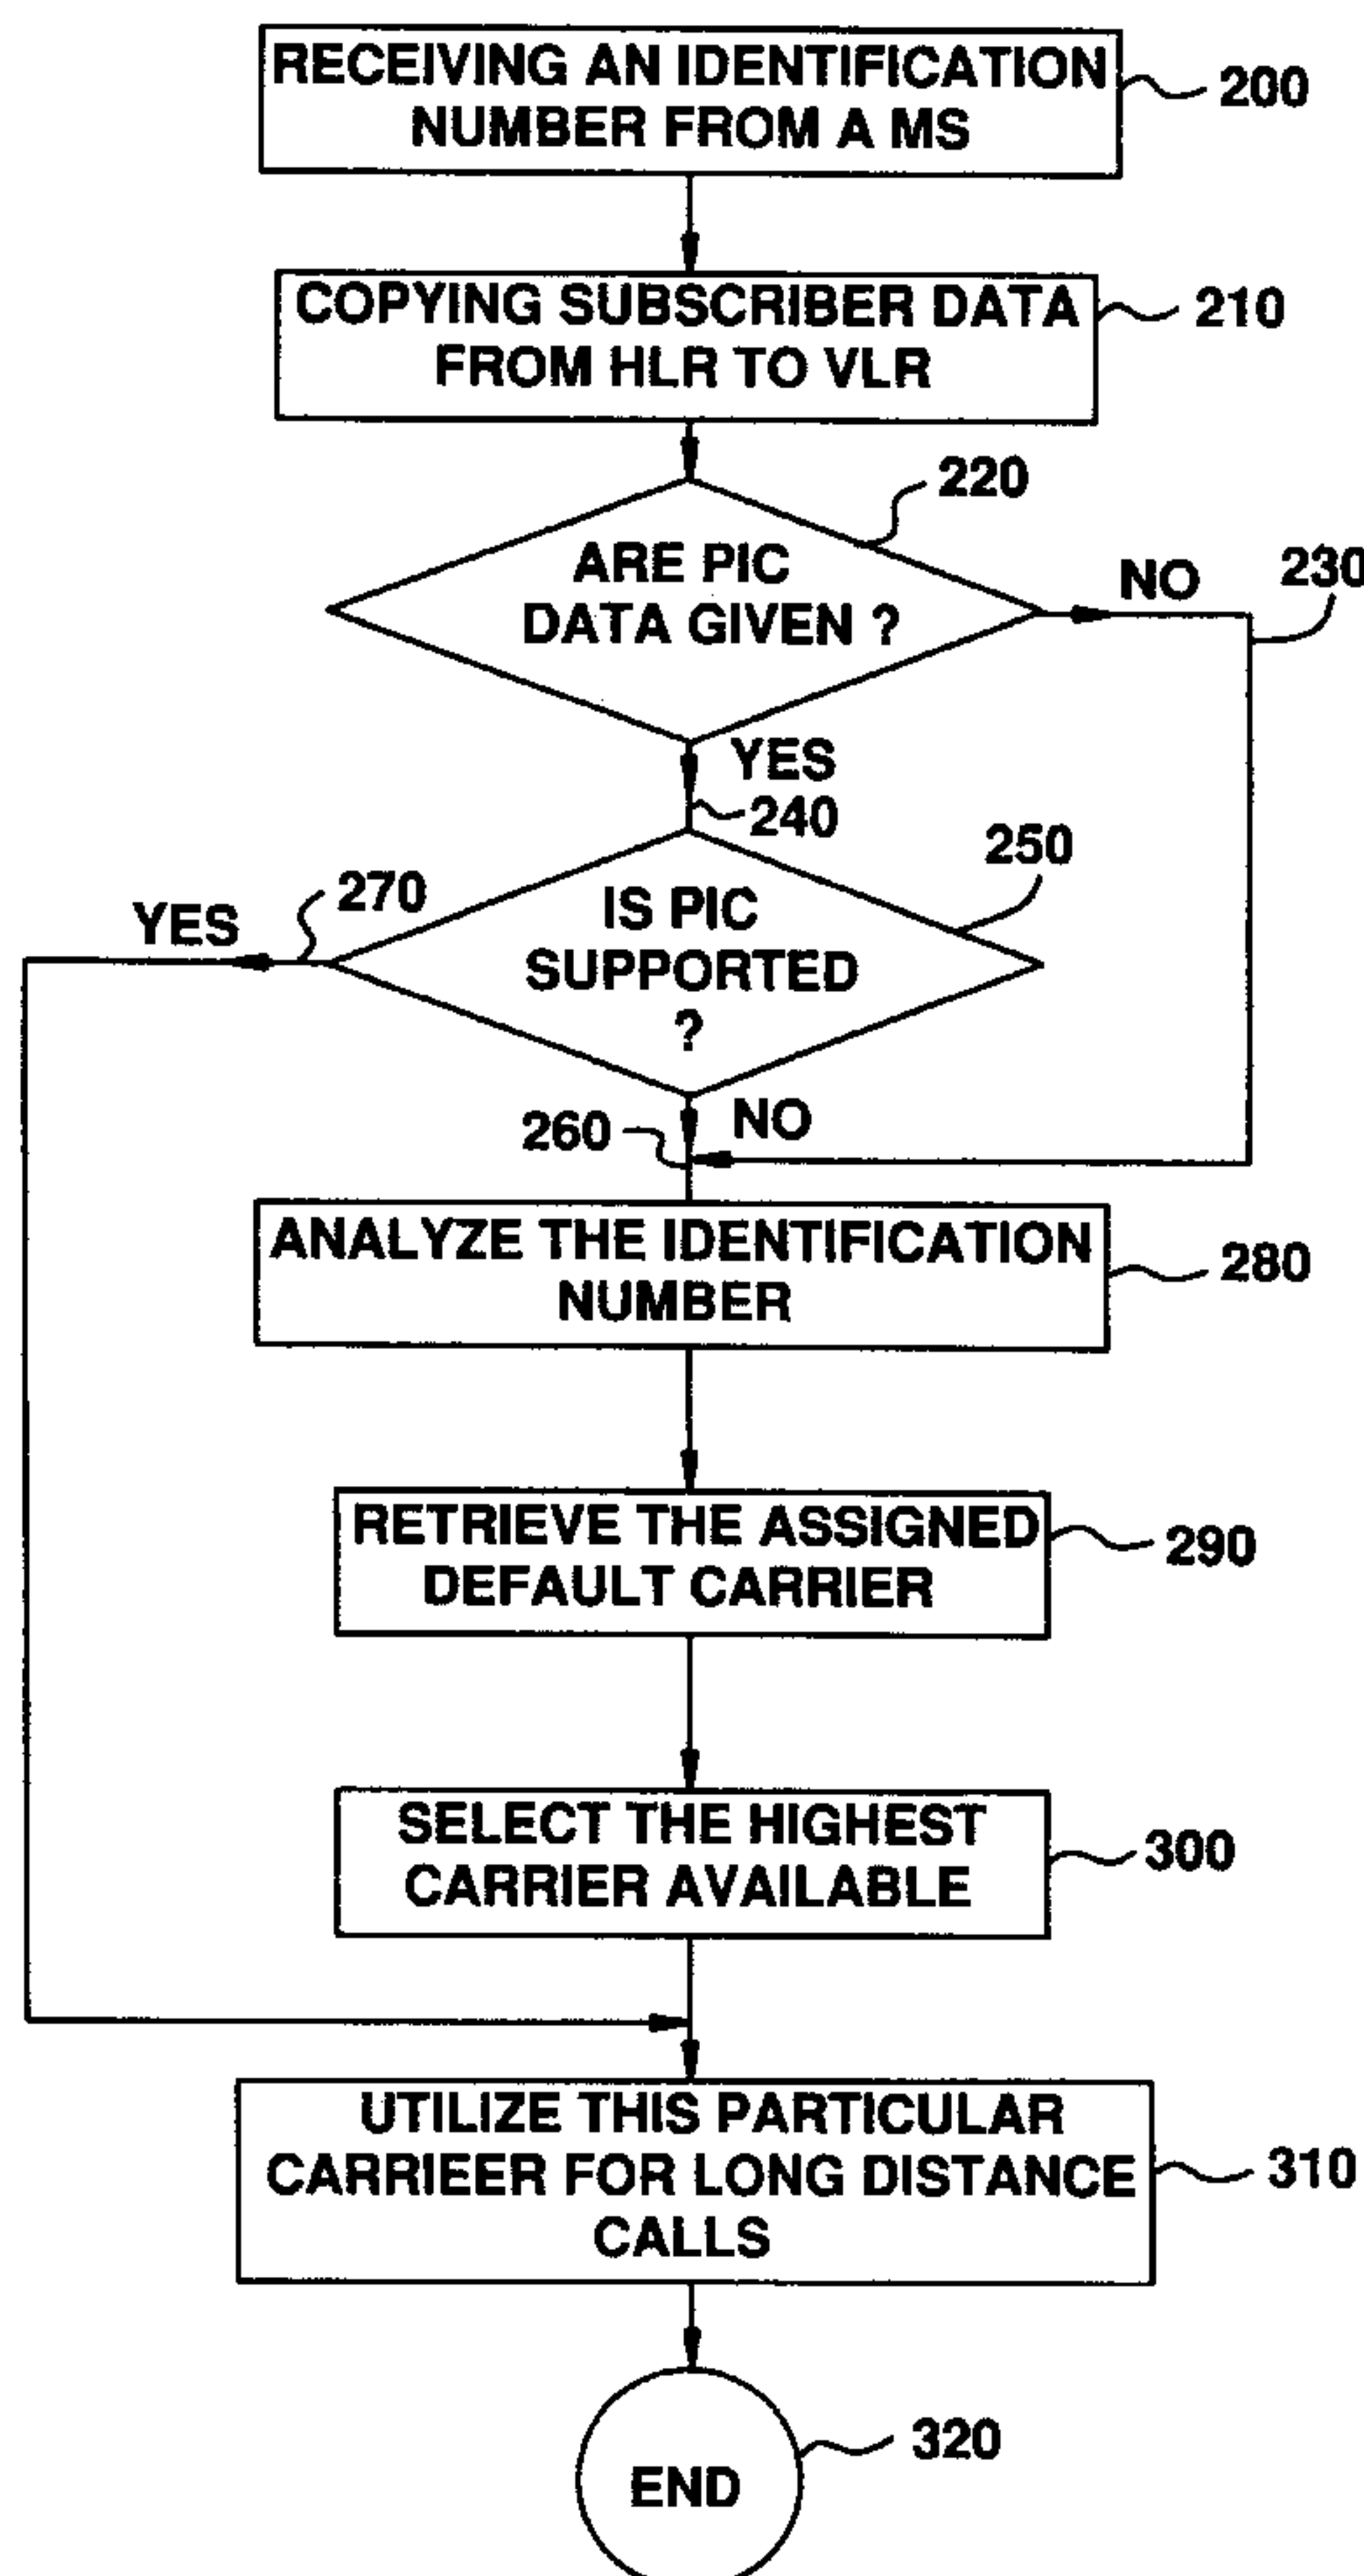 RECEIVING AN IDENTIFICATION
NUMBER FROM A MS
200
COPYING SUBSCRIBER DATA
FROM HLR TO VLR
210
220
ARE PIC
DATA GIVEN ?
NO
230
YES
240
250
270
YES
IS PIC
SUPPORTED
?
260
NO
ANALYZE THE IDENTIFICATION
NUMBER
280
RETRIEVE THE ASSIGNED
DEFAULT CARRIER
290
SELECT THE HIGHEST
CARRIER AVAILABLE
300
UTILIZE THIS PARTICULAR
CARRIEER FOR LONG DISTANCE
CALLS
310
320
END